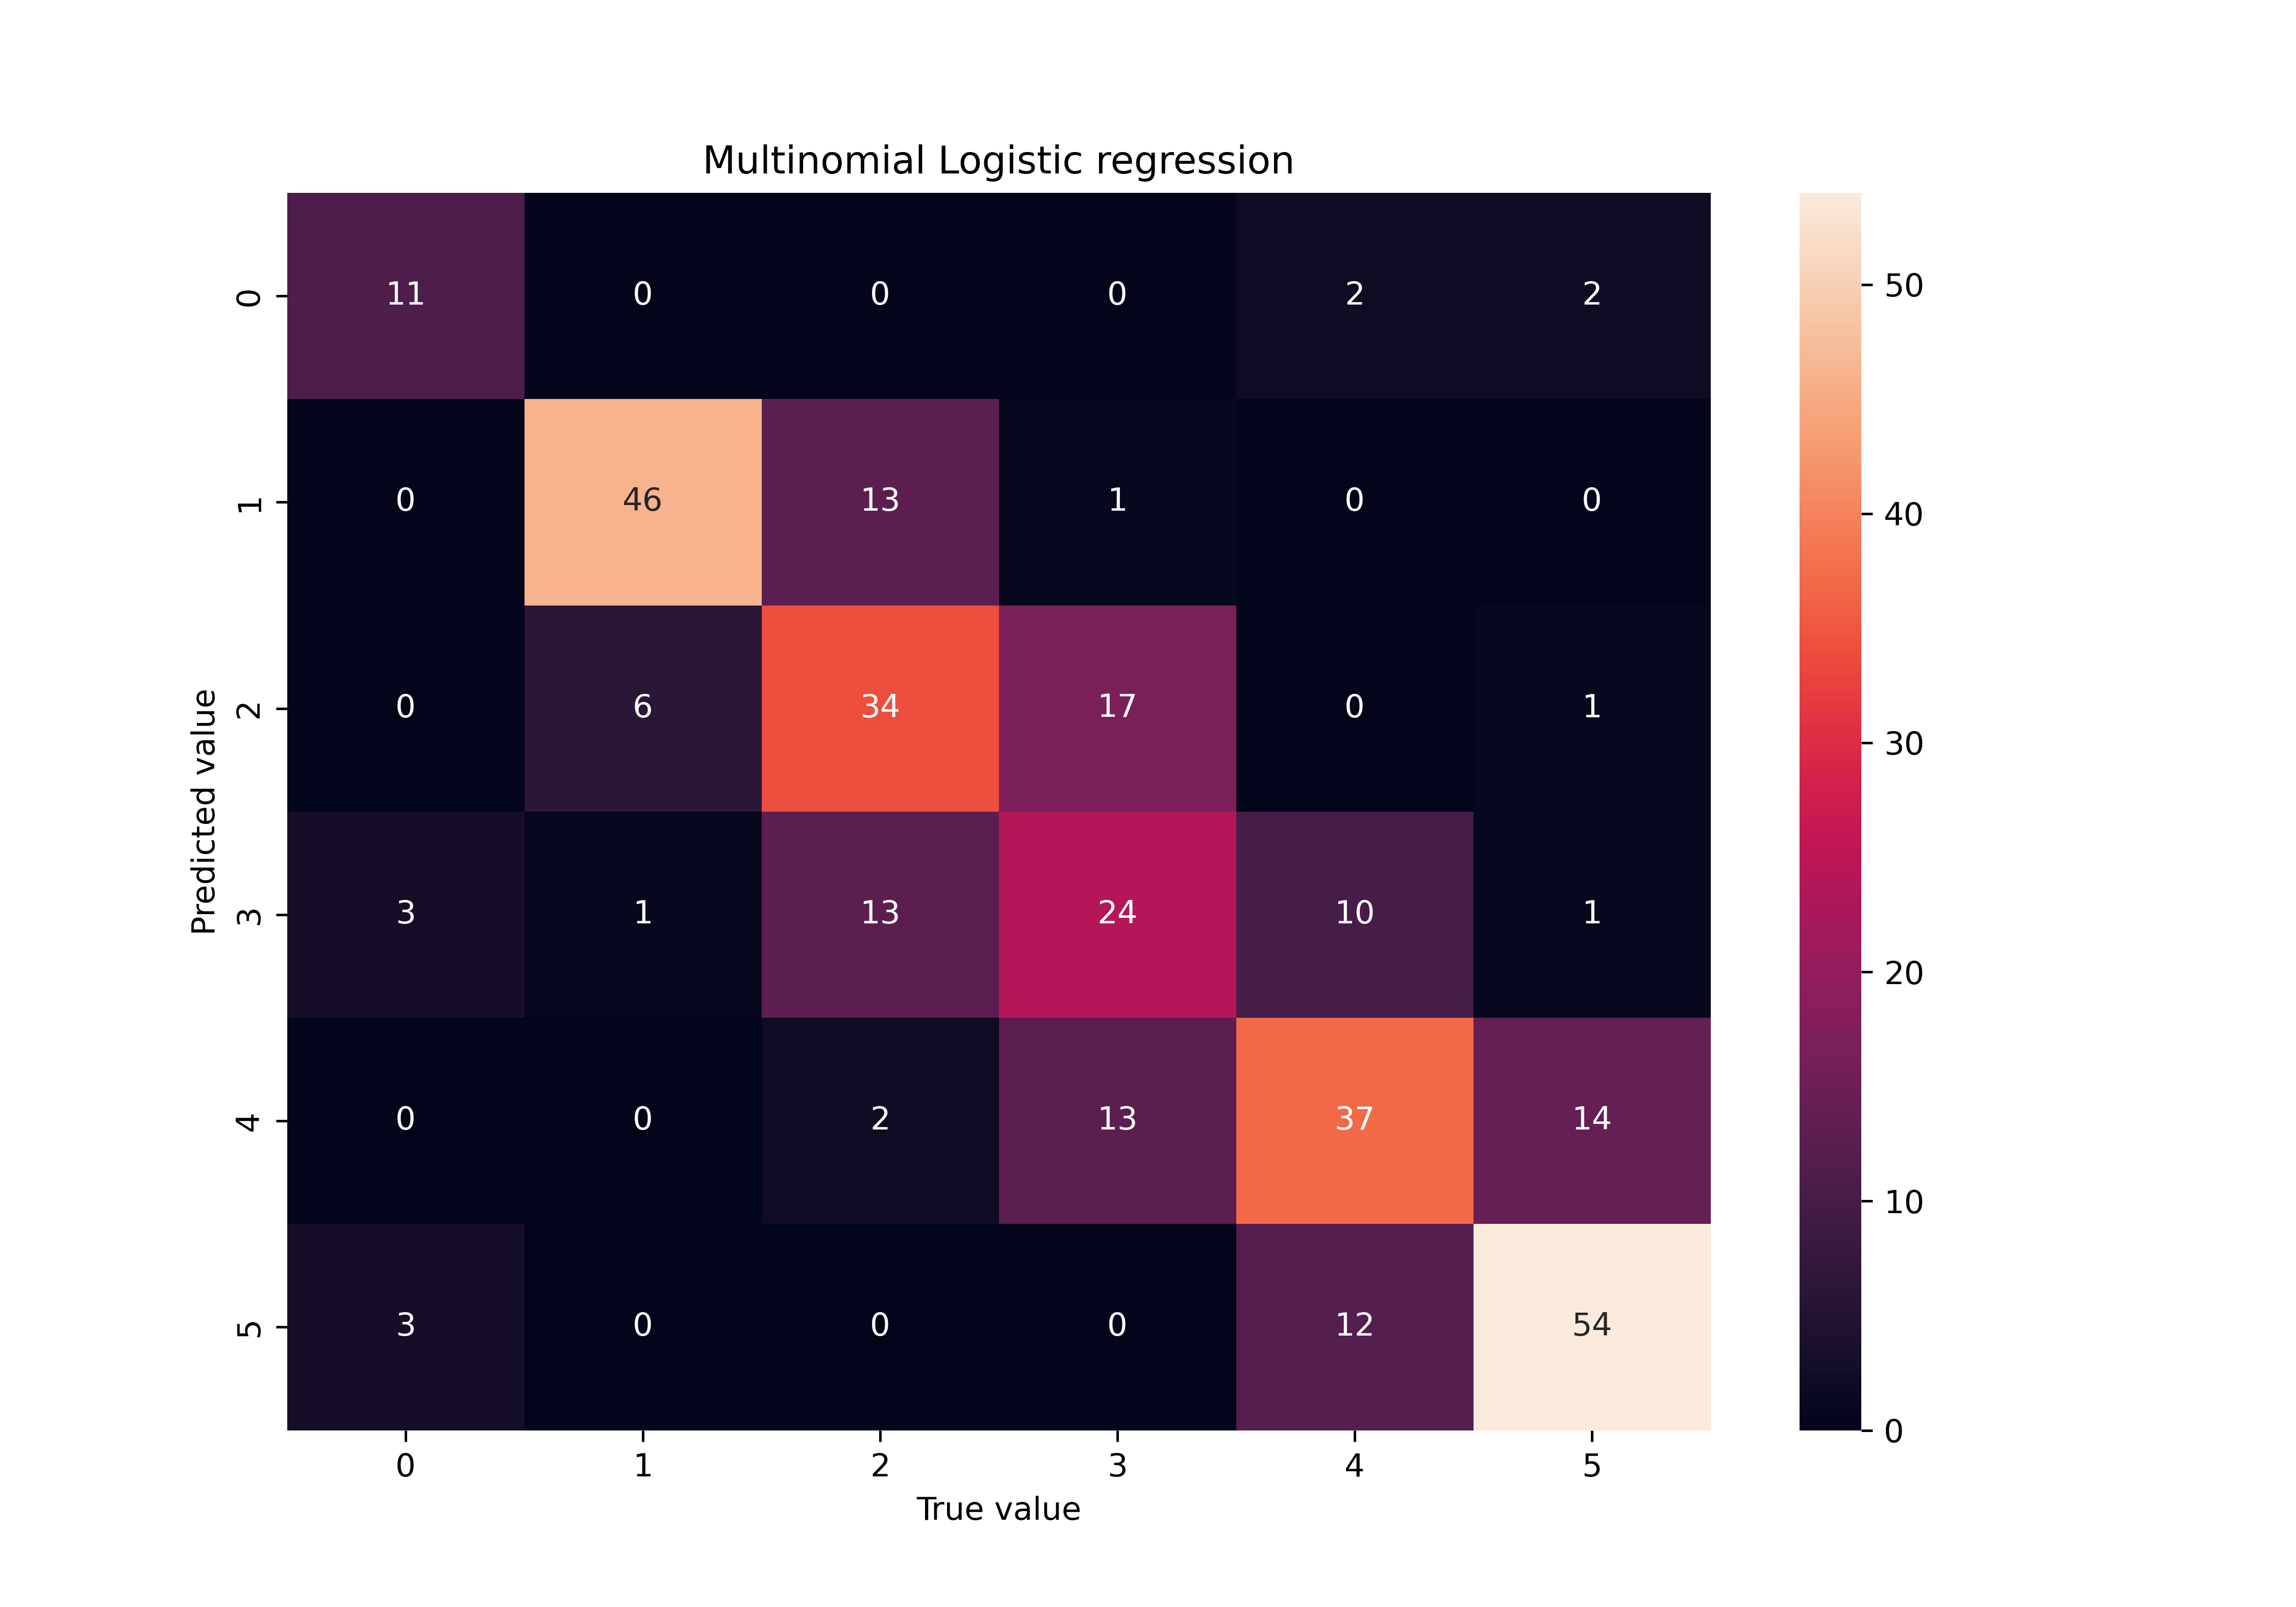 Multinomial Logistic regression
0 11 0 0 0 2 2
1 0 46 13 1 0 0
2 0 6 34 17 0 1
3 3 1 13 24 10 1
4 0 0 2 13 37 14
5 3 0 0 0 12 54
0 1 2 3 4 5
True value
Predicted value
50
40
30
20
10
0